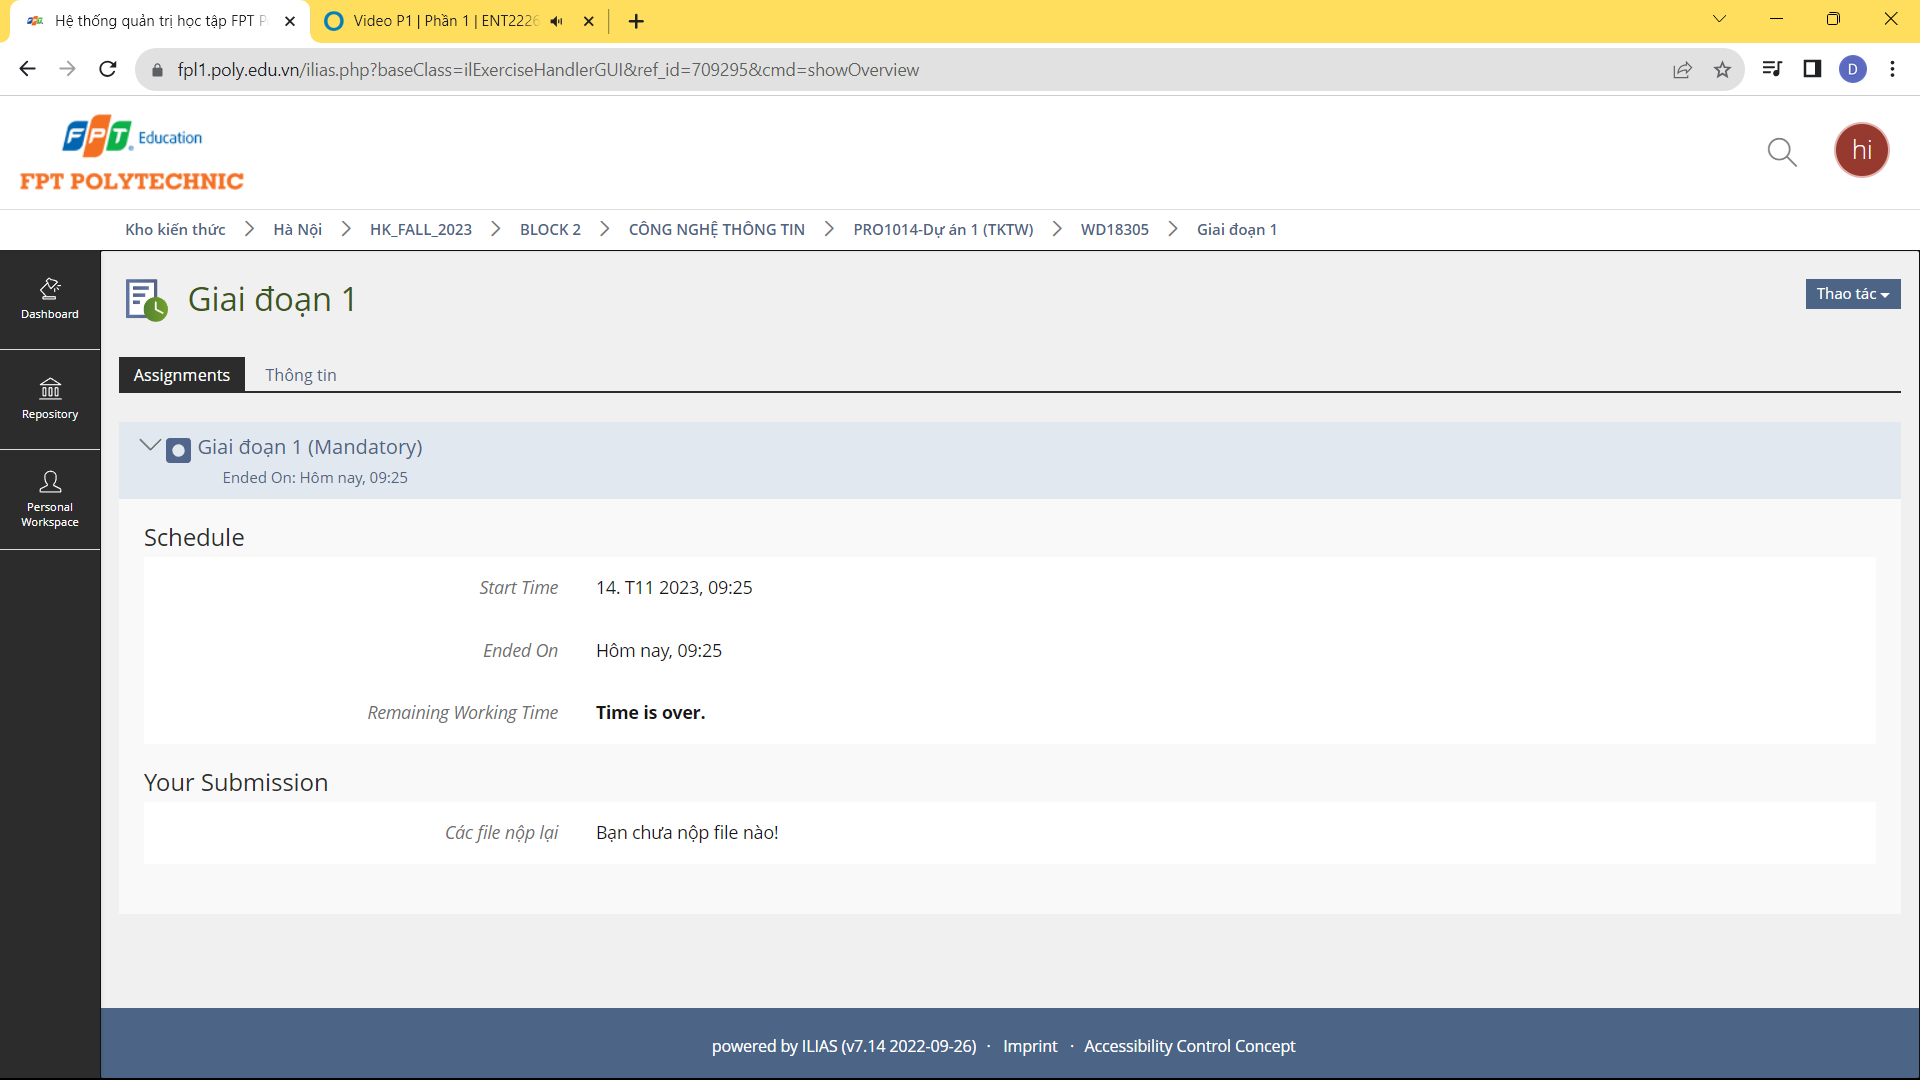 Hệ thống quản trị học tập FPT P
Video P1 | Phần 1 | ENT2226
fpl1.poly.edu.vn/ilias.php?baseClass=ilExerciseHandlerGUI&ref_id=709295&cmd=showOverview
D
FPT Education
FPT POLYTECHNIC
hi
Kho kiến thức > Hà Nội > HK_FALL_2023 > BLOCK 2 > CÔNG NGHỆ THÔNG TIN > PRO1014-Dự án 1 (TKTW) > WD18305 > Giai đoạn 1
Dashboard
Repository
Personal
Workspace
Giai đoạn 1
Thao tác
Assignments
Thông tin
Giai đoạn 1 (Mandatory)
Ended On: Hôm nay, 09:25
Schedule
Start Time 14. T11 2023, 09:25
Ended On Hôm nay, 09:25
Remaining Working Time Time is over.
Your Submission
Các file nộp lại Bạn chưa nộp file nào!
powered by ILIAS (v7.14 2022-09-26) · Imprint · Accessibility Control Concept